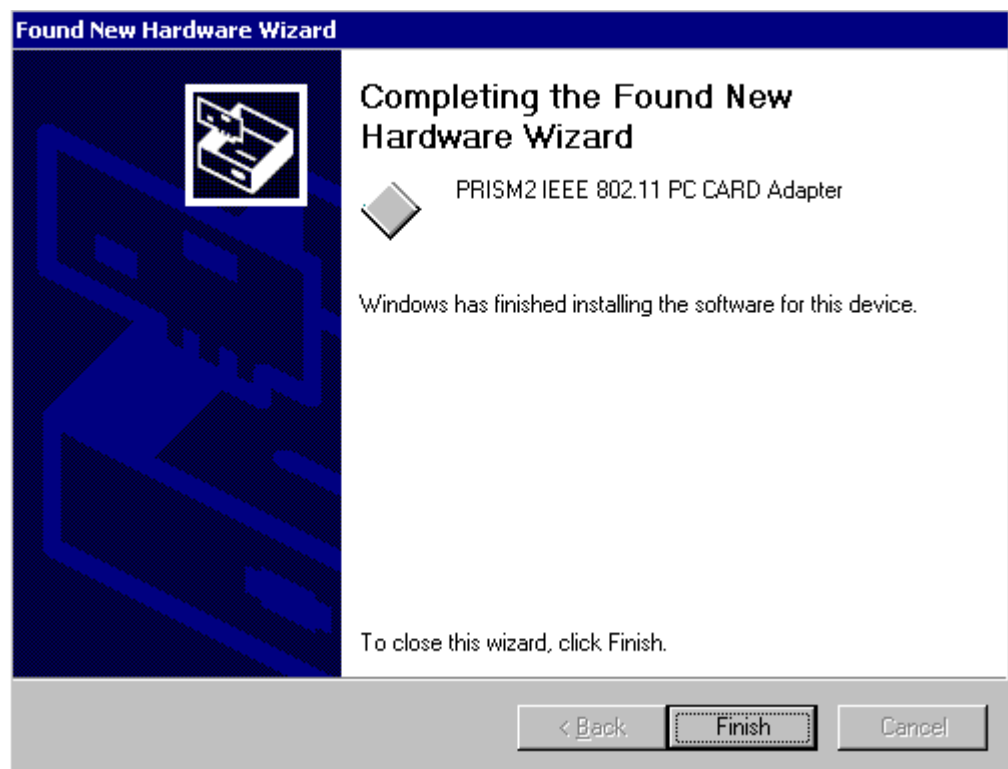 Found New Hardware Wizard
Completing the Found New
Hardware Wizard
PRISM2 IEEE 802.11 PC CARD Adapter
Windows has finished installing the software for this device.
To close this wizard, click Finish.
< Back Finish Cancel